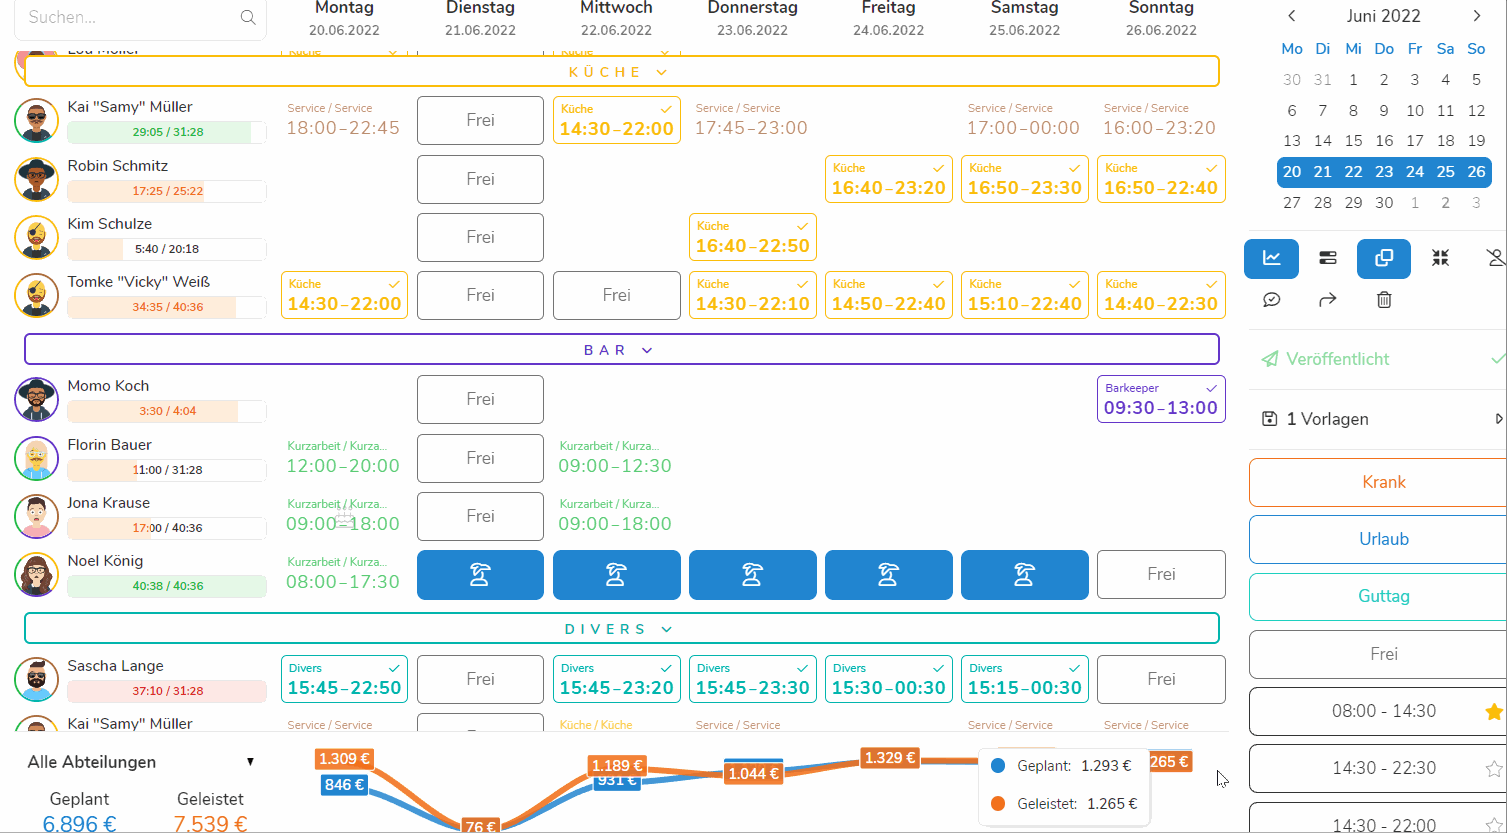 Suchen...
Montag Dienstag Mittwoch Donnerstag Freitag Samstag Sonntag
20.06.2022 21.06.2022 22.06.2022 23.06.2022 24.06.2022 25.06.2022 26.06.2022
KÜCHE
Kai "Samy" Müller
29:05 / 31:28
Service / Service
18:00–22:45
Frei
Küche
14:30–22:00
Service / Service
17:45–23:00
Service / Service
17:00–00:00
Service / Service
16:00–23:20
Robin Schmitz
17:25 / 25:22
Frei
Küche
16:40–23:20
Küche
16:50–23:30
Küche
16:50–22:40
Kim Schulze
5:40 / 20:18
Frei
Küche
16:40–22:50
Tomke "Vicky" Weiß
34:35 / 40:36
Küche
14:30–22:00
Frei
Frei
Küche
14:30–22:10
Küche
14:50–22:40
Küche
15:10–22:40
Küche
14:40–22:30
BAR
Momo Koch
3:30 / 4:04
Frei
Barkeeper
09:30–13:00
Florin Bauer
11:00 / 31:28
Kurzarbeit / Kurza...
12:00–20:00
Frei
Kurzarbeit / Kurza...
09:00–12:30
Jona Krause
17:00 / 40:36
Kurzarbeit / Kurza...
09:00–18:00
Frei
Kurzarbeit / Kurza...
09:00–18:00
Noel König
40:38 / 40:36
Kurzarbeit / Kurza...
08:00–17:30
Frei
DIVERS
Sascha Lange
37:10 / 31:28
Divers
15:45–22:50
Frei
Divers
15:45–23:20
Divers
15:45–23:30
Divers
15:30–00:30
Divers
15:15–00:30
Frei
Kai "Samy" Müller
Service / Service
Küche / Küche
Service / Service
Service / Service
Service / Service
Alle Abteilungen
Geplant Geleistet
6.896 € 7.539 €
1.309 €
846 €
76 €
1.189 €
931 €
1.044 €
1.329 €
265 €
Geplant: 1.293 €
Geleistet: 1.265 €
Juni 2022
Mo Di Mi Do Fr Sa So
30 31 1 2 3 4 5
6 7 8 9 10 11 12
13 14 15 16 17 18 19
20 21 22 23 24 25 26
27 28 29 30 1 2 3
Veröffentlicht
1 Vorlagen
Krank
Urlaub
Guttag
Frei
08:00 - 14:30
14:30 - 22:30
14:30 - 22:00